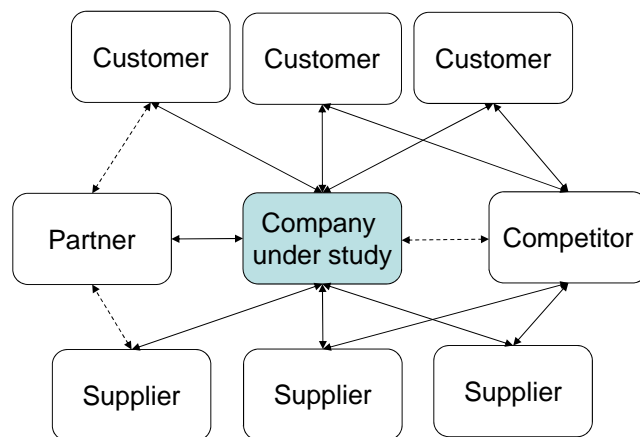 Customer
Customer
Customer
Partner
Company
under study
Competitor
Supplier
Supplier
Supplier